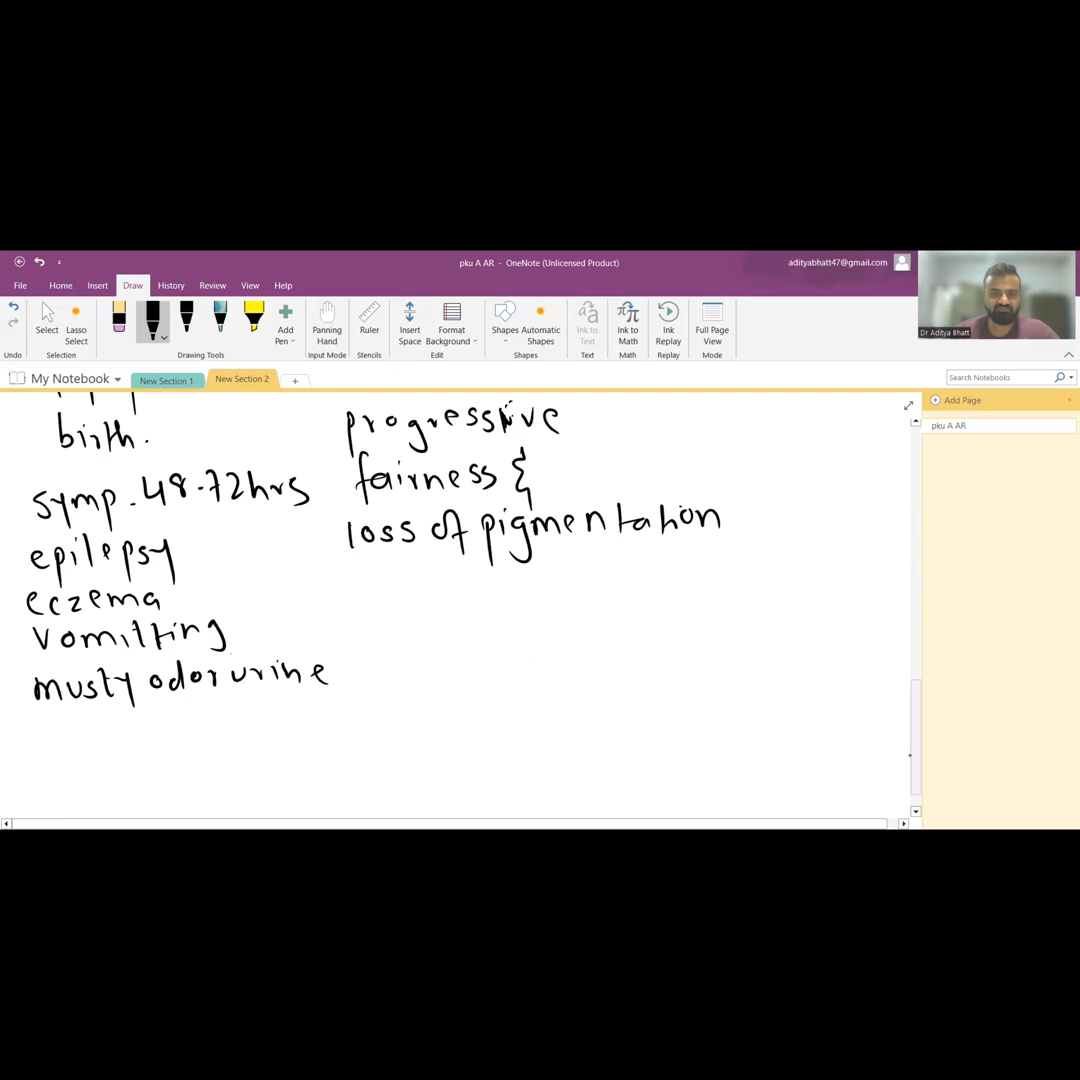 pku A AR - OneNote (Unlicensed Product)
adityabhatt47@gmail.com
File Home Insert Draw History Review View Help
Undo
Select
Lasso Select
Selection
Add Pen
Drawing Tools
Panning Hand
Input Mode
Ruler
Stencils
Insert Space
Format Background
Edit
Shapes
Automatic Shapes
Shapes
Ink to Text
Text
Ink to Math
Math
Ink Replay
Replay
Full Page View
Mode
Dr Aditya Bhatt
My Notebook
New Section 1
New Section 2
Search Notebooks
Add Page
pku A AR
birth.
symp. 48-72hrs
epilepsy
eczema
vomitting
musty odor urine
progressive
fairness &
loss of pigmentation